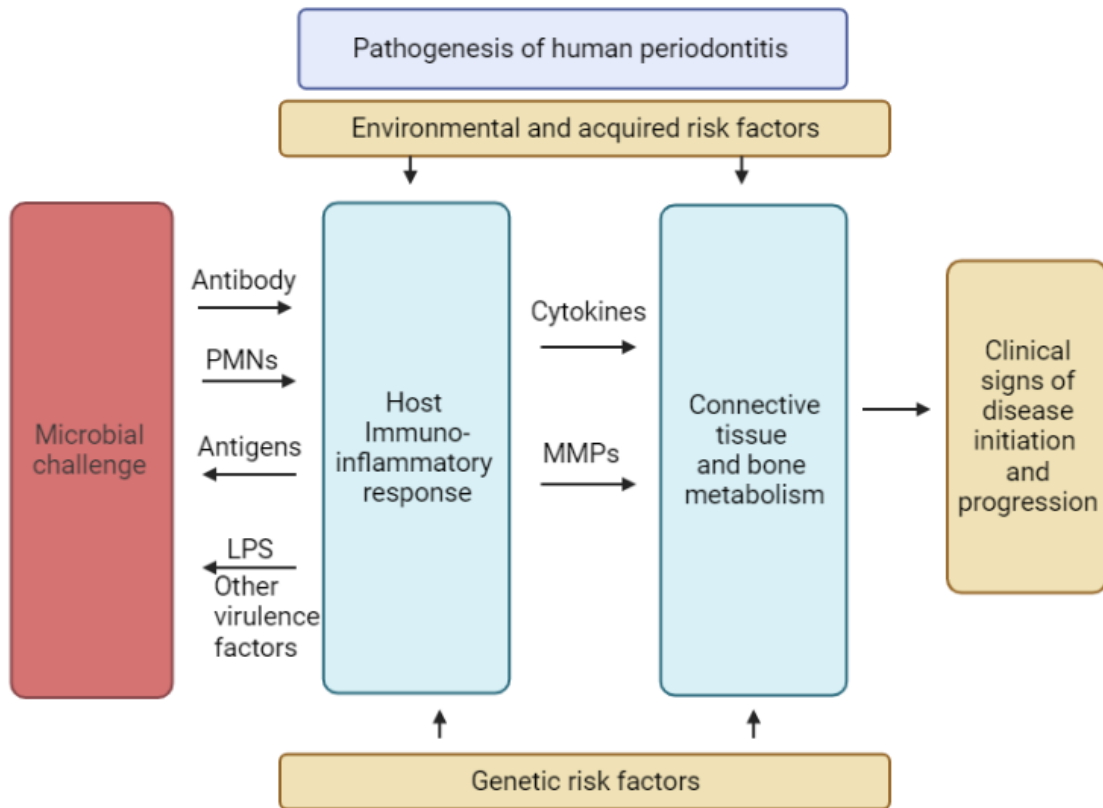 Pathogenesis of human periodontitis
Environmental and acquired risk factors
Microbial
challenge
Antibody
PMNs
Antigens
LPS
Other
virulence
factors
Host
Immuno-
inflammatory
response
Cytokines
MMPs
Connective
tissue
and bone
metabolism
Clinical
signs of
disease
initiation
and
progression
Genetic risk factors